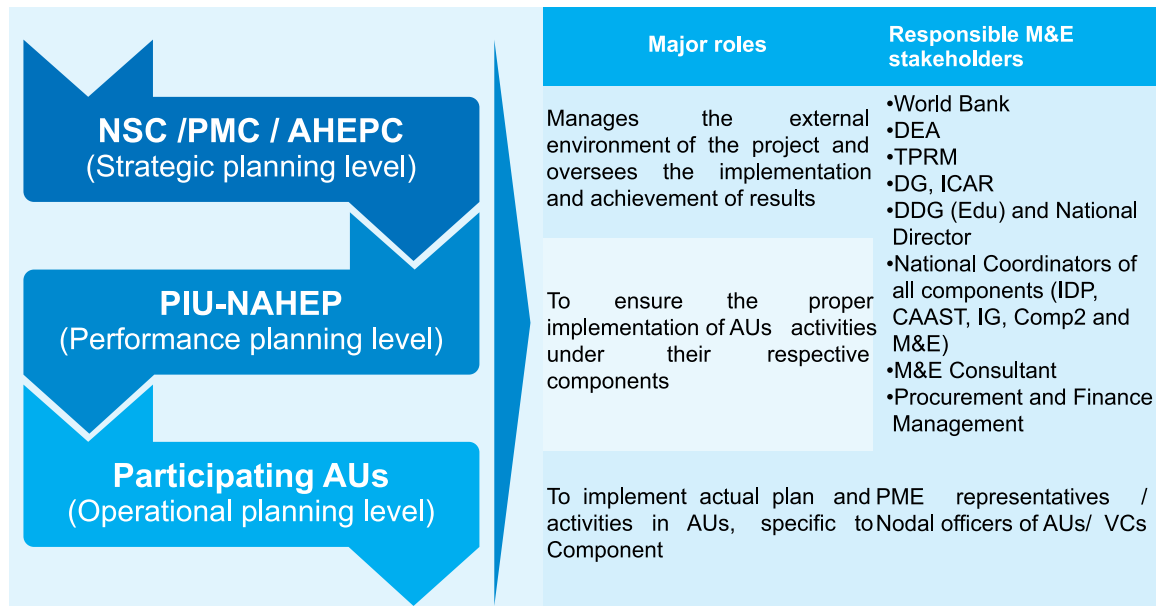 NSC /PMC / AHEPC
(Strategic planning level)
PIU-NAHEP
(Performance planning level)
Participating AUs
(Operational planning level)
Major roles
Responsible M&E
stakeholders
Manages the external
environment of the project and
oversees the implementation
and achievement of results
To ensure the proper
implementation of AUs activities
under their respective
components
•World Bank
•DEA
•TPRM
•DG, ICAR
•DDG (Edu) and National
Director
•National Coordinators of
all components (IDP,
CAAST, IG, Comp2 and
M&E)
•M&E Consultant
•Procurement and Finance
Management
To implement actual plan and
activities in AUs, specific to
Component
PME representatives /
Nodal officers of AUs/ VCs